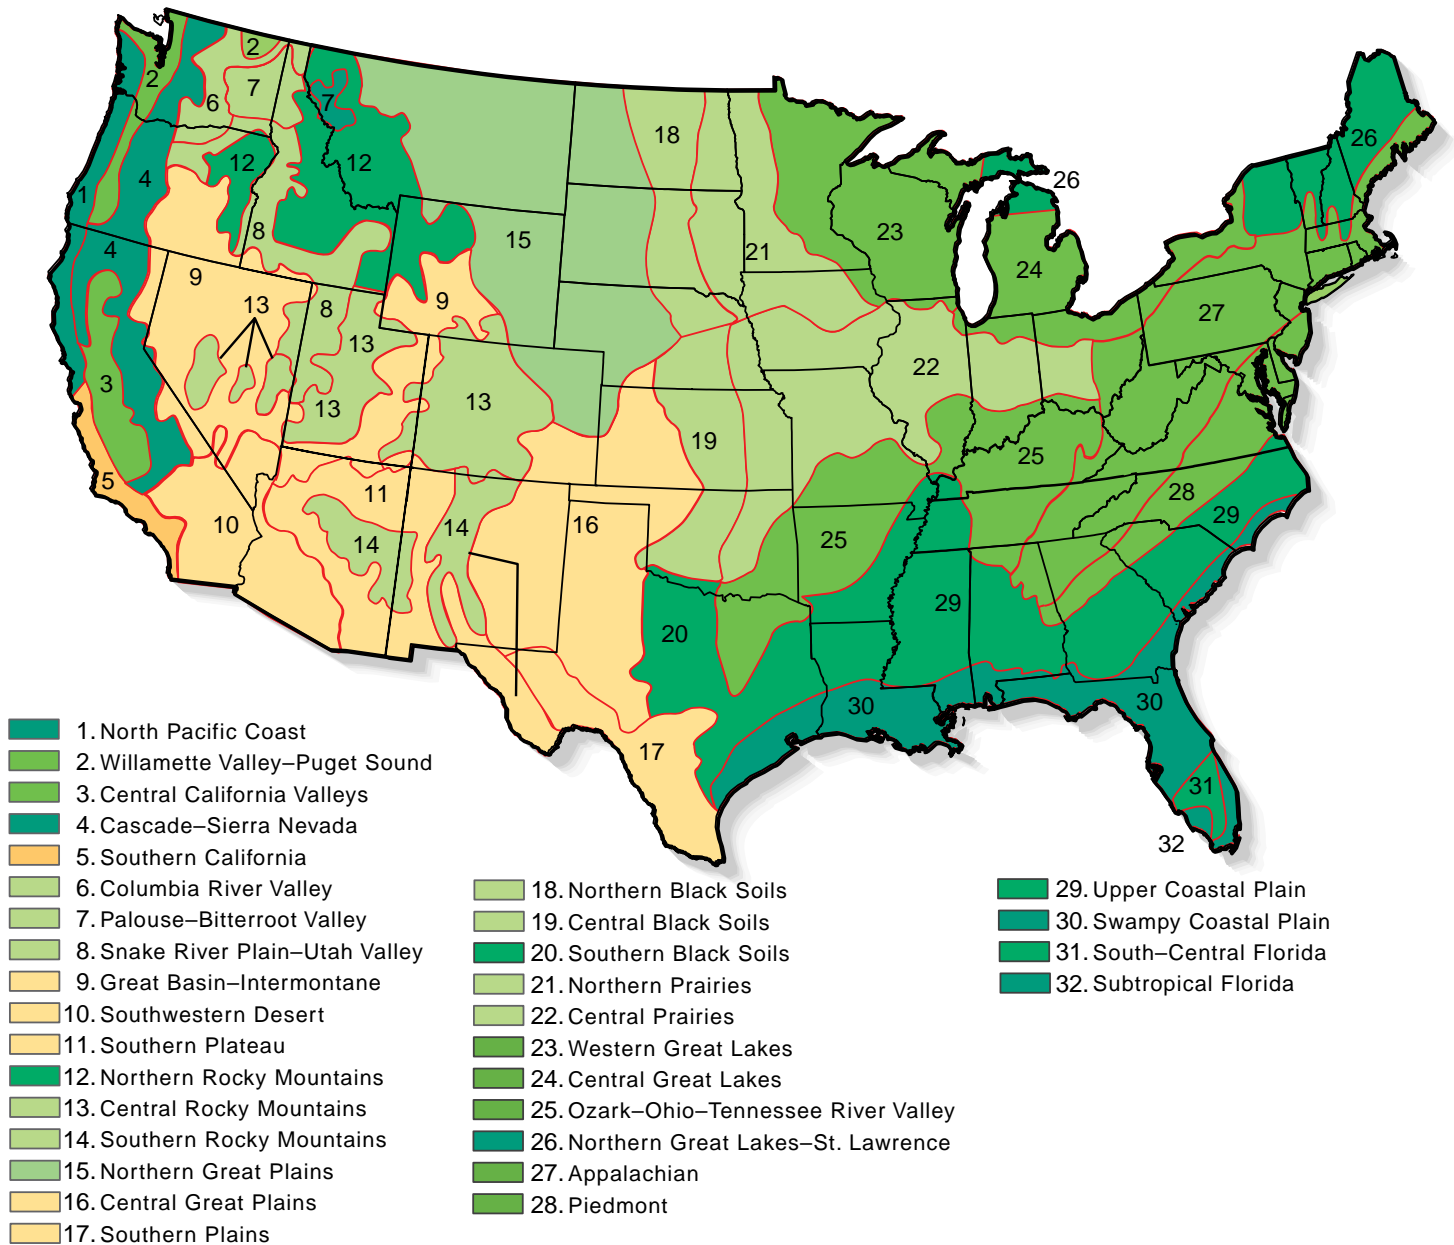 2
2
7
7
6
12
12
26
18
4
1
26
8
23
4
15
21
9
24
13
9
8
27
13
22
3
13
13
19
25
5
11
28
16
10
14
29
14
25
29
20
30
30
17
31
32
1. North Pacific Coast
2. Willamette Valley–Puget Sound
3. Central California Valleys
4. Cascade–Sierra Nevada
5. Southern California
6. Columbia River Valley
7. Palouse–Bitterroot Valley
8. Snake River Plain–Utah Valley
9. Great Basin–Intermontane
10. Southwestern Desert
11. Southern Plateau
12. Northern Rocky Mountains
13. Central Rocky Mountains
14. Southern Rocky Mountains
15. Northern Great Plains
16. Central Great Plains
17. Southern Plains
18. Northern Black Soils
19. Central Black Soils
20. Southern Black Soils
21. Northern Prairies
22. Central Prairies
23. Western Great Lakes
24. Central Great Lakes
25. Ozark–Ohio–Tennessee River Valley
26. Northern Great Lakes–St. Lawrence
27. Appalachian
28. Piedmont
29. Upper Coastal Plain
30. Swampy Coastal Plain
31. South–Central Florida
32. Subtropical Florida